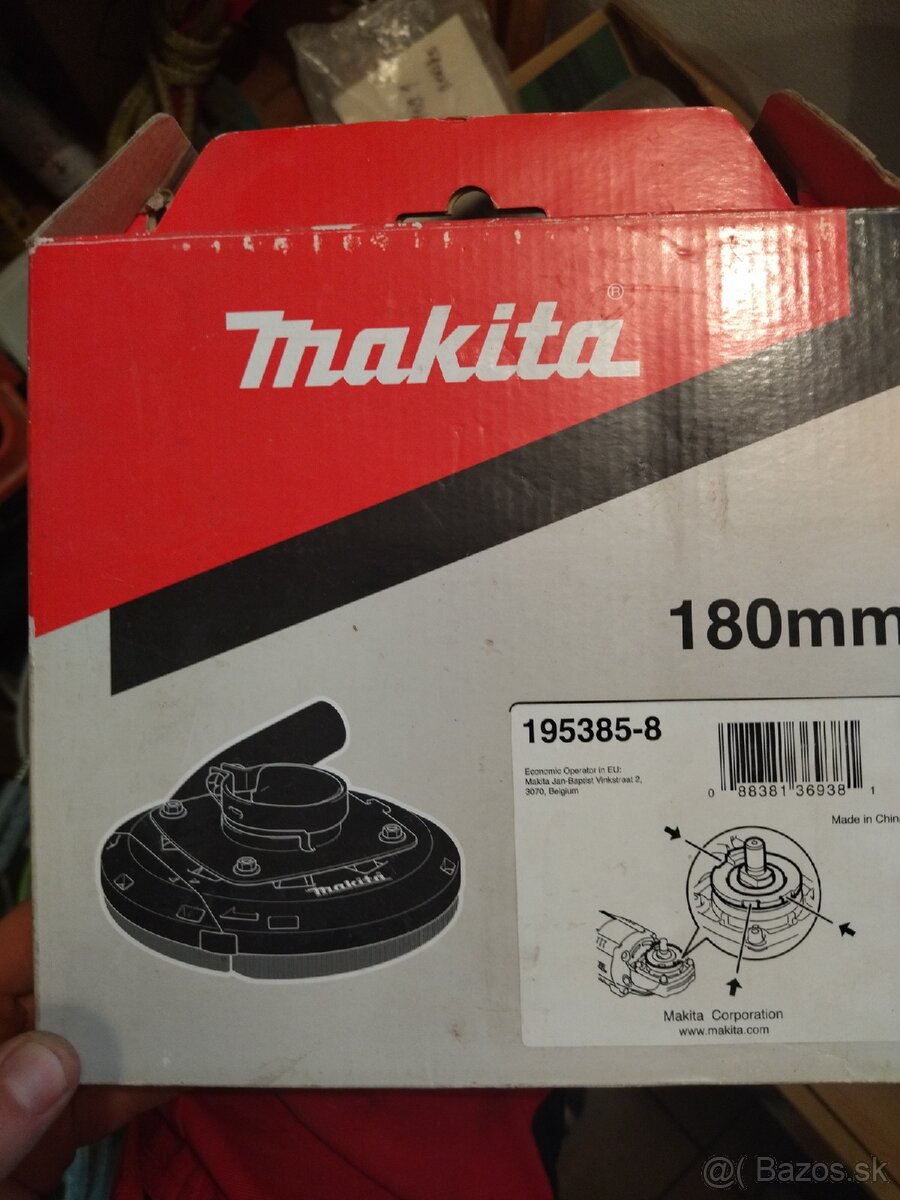 makita®
180mm
195385-8
Economic Operator in EU:
Makita Jan-Baptist Vinkstraat 2,
3070, Belgium
0 88381 36938 1
Made in Chin
makita
Makita Corporation
www.makita.com
@( Bazos.sk